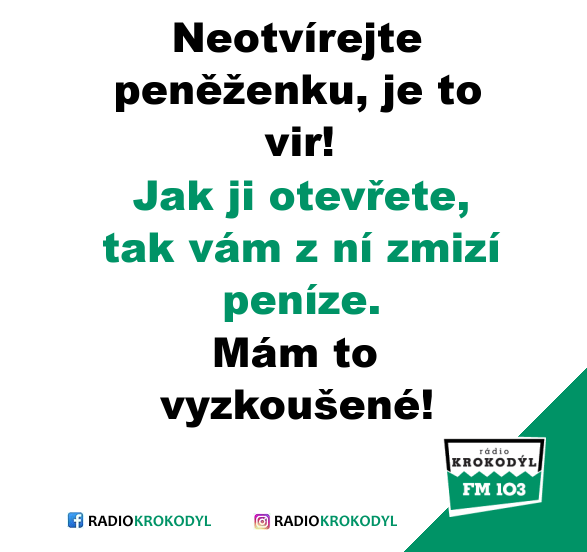 Neotvírejte
peněženku, je to
vir!
Jak ji otevřete,
tak vám z ní zmizí
peníze.
Mám to
vyzkoušené!
rádio
KROKODÝL
FM 103
RADIOKROKODYL
RADIOKROKODYL